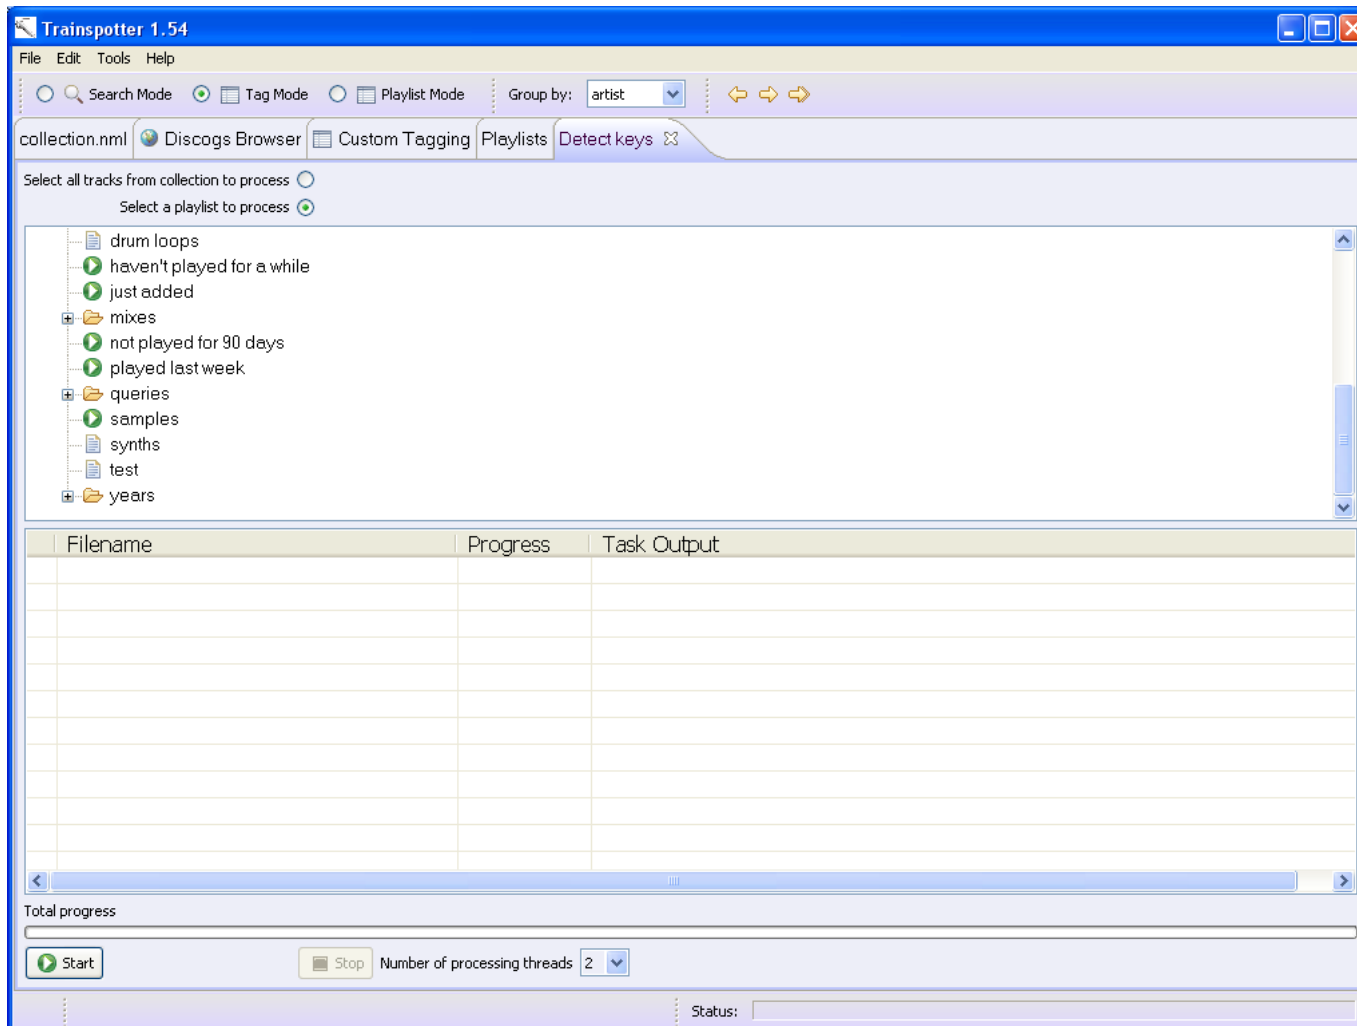 Trainspotter 1.54
File Edit Tools Help
Search Mode Tag Mode Playlist Mode Group by: artist
collection.nml Discogs Browser Custom Tagging Playlists Detect keys
Select all tracks from collection to process
Select a playlist to process
drum loops
haven't played for a while
just added
mixes
not played for 90 days
played last week
queries
samples
synths
test
years
Filename Progress Task Output
Total progress
Start Stop Number of processing threads 2
Status: